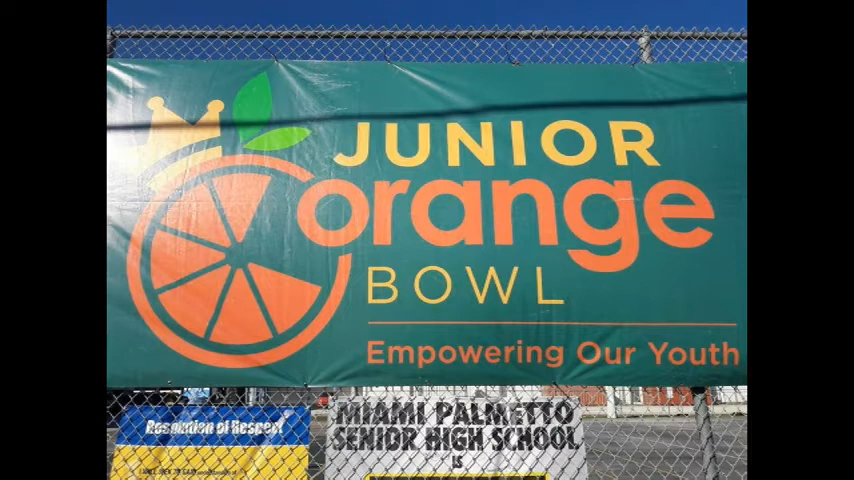 JUNIOR
orange
BOWL
Empowering Our Youth
Resolution of Respect
MIAMI PALMETTO
SENIOR HIGH SCHOOL
IS